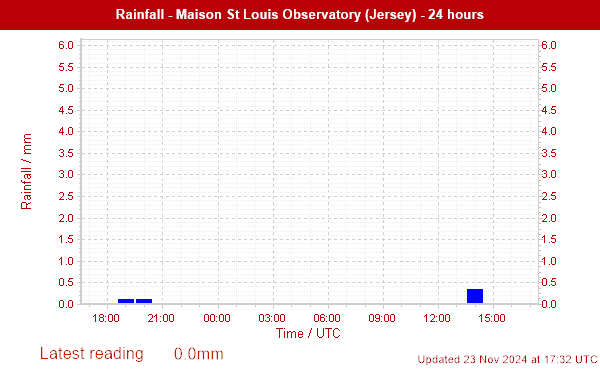 Rainfall - Maison St Louis Observatory (Jersey) - 24 hours
6.0 6.0
5.5 5.5
5.0 5.0
4.5 4.5
4.0 4.0
3.5 3.5
3.0 3.0
2.5 2.5
2.0 2.0
1.5 1.5
1.0 1.0
0.5 0.5
0.0 0.0
Rainfall / mm
18:00 21:00 00:00 03:00 06:00 09:00 12:00 15:00
Time / UTC
Latest reading 0.0mm
Updated 23 Nov 2024 at 17:32 UTC